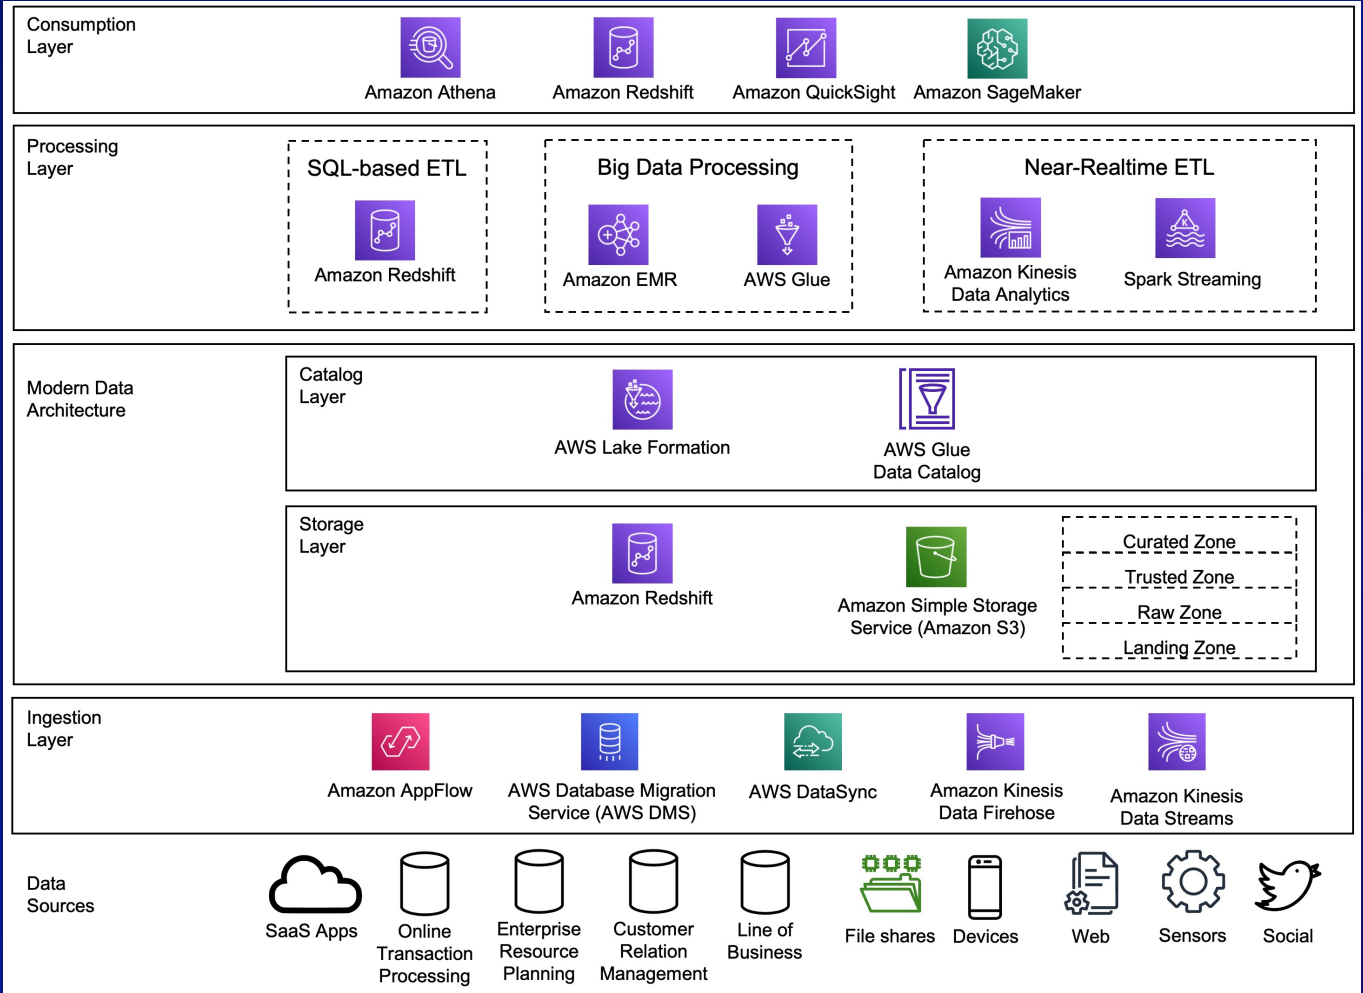 Consumption
Layer
Amazon Athena
Amazon Redshift
Amazon QuickSight
Amazon SageMaker
Processing
Layer
SQL-based ETL
Amazon Redshift
Big Data Processing
Amazon EMR
AWS Glue
Near-Realtime ETL
Amazon Kinesis
Data Analytics
Spark Streaming
Modern Data
Architecture
Catalog
Layer
AWS Lake Formation
AWS Glue
Data Catalog
Storage
Layer
Amazon Redshift
Amazon Simple Storage
Service (Amazon S3)
Curated Zone
Trusted Zone
Raw Zone
Landing Zone
Ingestion
Layer
Amazon AppFlow
AWS Database Migration
Service (AWS DMS)
AWS DataSync
Amazon Kinesis
Data Firehose
Amazon Kinesis
Data Streams
Data
Sources
SaaS Apps
Online
Transaction
Processing
Enterprise
Resource
Planning
Customer
Relation
Management
Line of
Business
File shares
Devices
Web
Sensors
Social